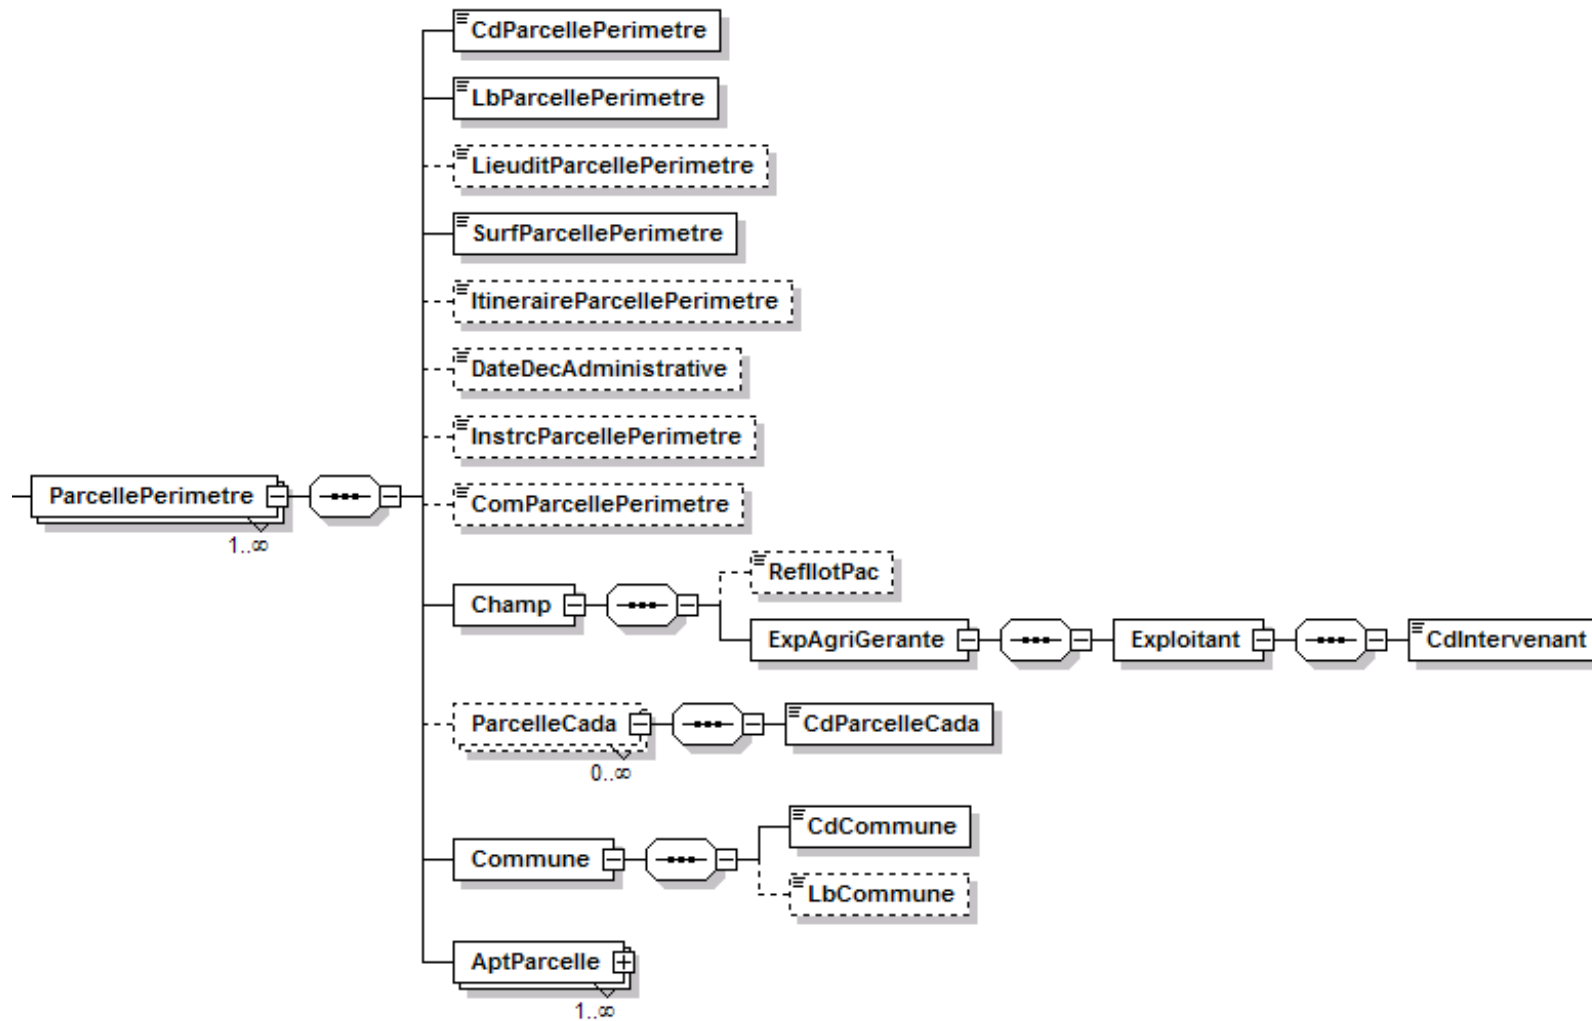 CdParcellePerimetre
LbParcellePerimetre
LieuditParcellePerimetre
SurfParcellePerimetre
ItineraireParcellePerimetre
DateDecAdministrative
InstrcParcellePerimetre
ParcellePerimetre
1..∞
ComParcellePerimetre
Champ
RefIlotPac
ExpAgriGerante
Exploitant
CdIntervenant
ParcelleCada
0..∞
CdParcelleCada
Commune
CdCommune
LbCommune
AptParcelle
1..∞